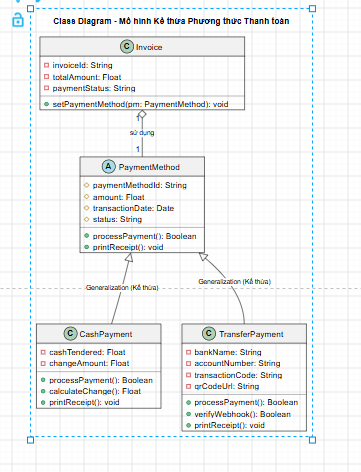 Class Diagram - Mô hình Kế thừa Phương thức Thanh toán
C Invoice
invoiceId: String
totalAmount: Float
paymentStatus: String
setPaymentMethod(pm: PaymentMethod): void
1
sử dụng
1
A PaymentMethod
paymentMethodId: String
amount: Float
transactionDate: Date
status: String
processPayment(): Boolean
printReceipt(): void
Generalization (Kế thừa)
Generalization (Kế thừa)
C CashPayment
cashTendered: Float
changeAmount: Float
processPayment(): Boolean
calculateChange(): Float
printReceipt(): void
C TransferPayment
bankName: String
accountNumber: String
transactionCode: String
qrCodeUrl: String
processPayment(): Boolean
verifyWebhook(): Boolean
printReceipt(): void